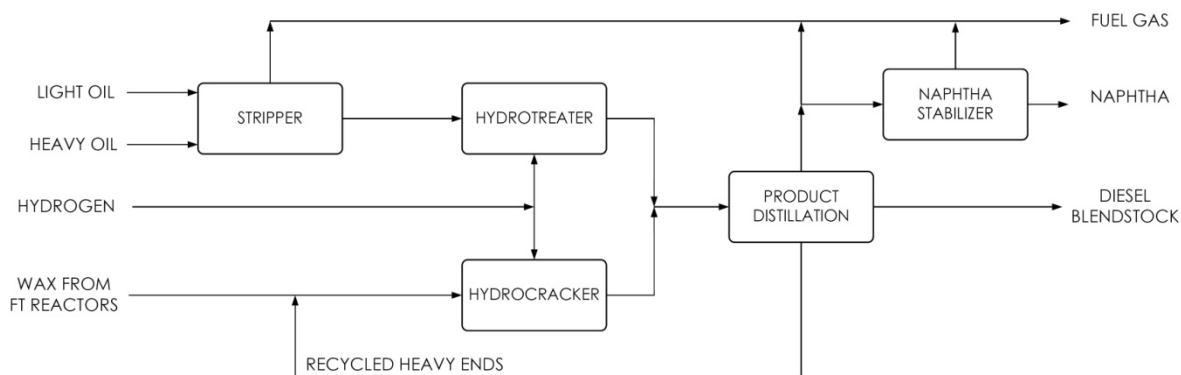 FUEL GAS
LIGHT OIL
STRIPPER
HYDROTREATER
NAPHTHA
STABILIZER
NAPHTHA
HEAVY OIL
HYDROGEN
PRODUCT
DISTILLATION
DIESEL
BLENDSTOCK
WAX FROM
FT REACTORS
HYDROCRACKER
RECYCLED HEAVY ENDS